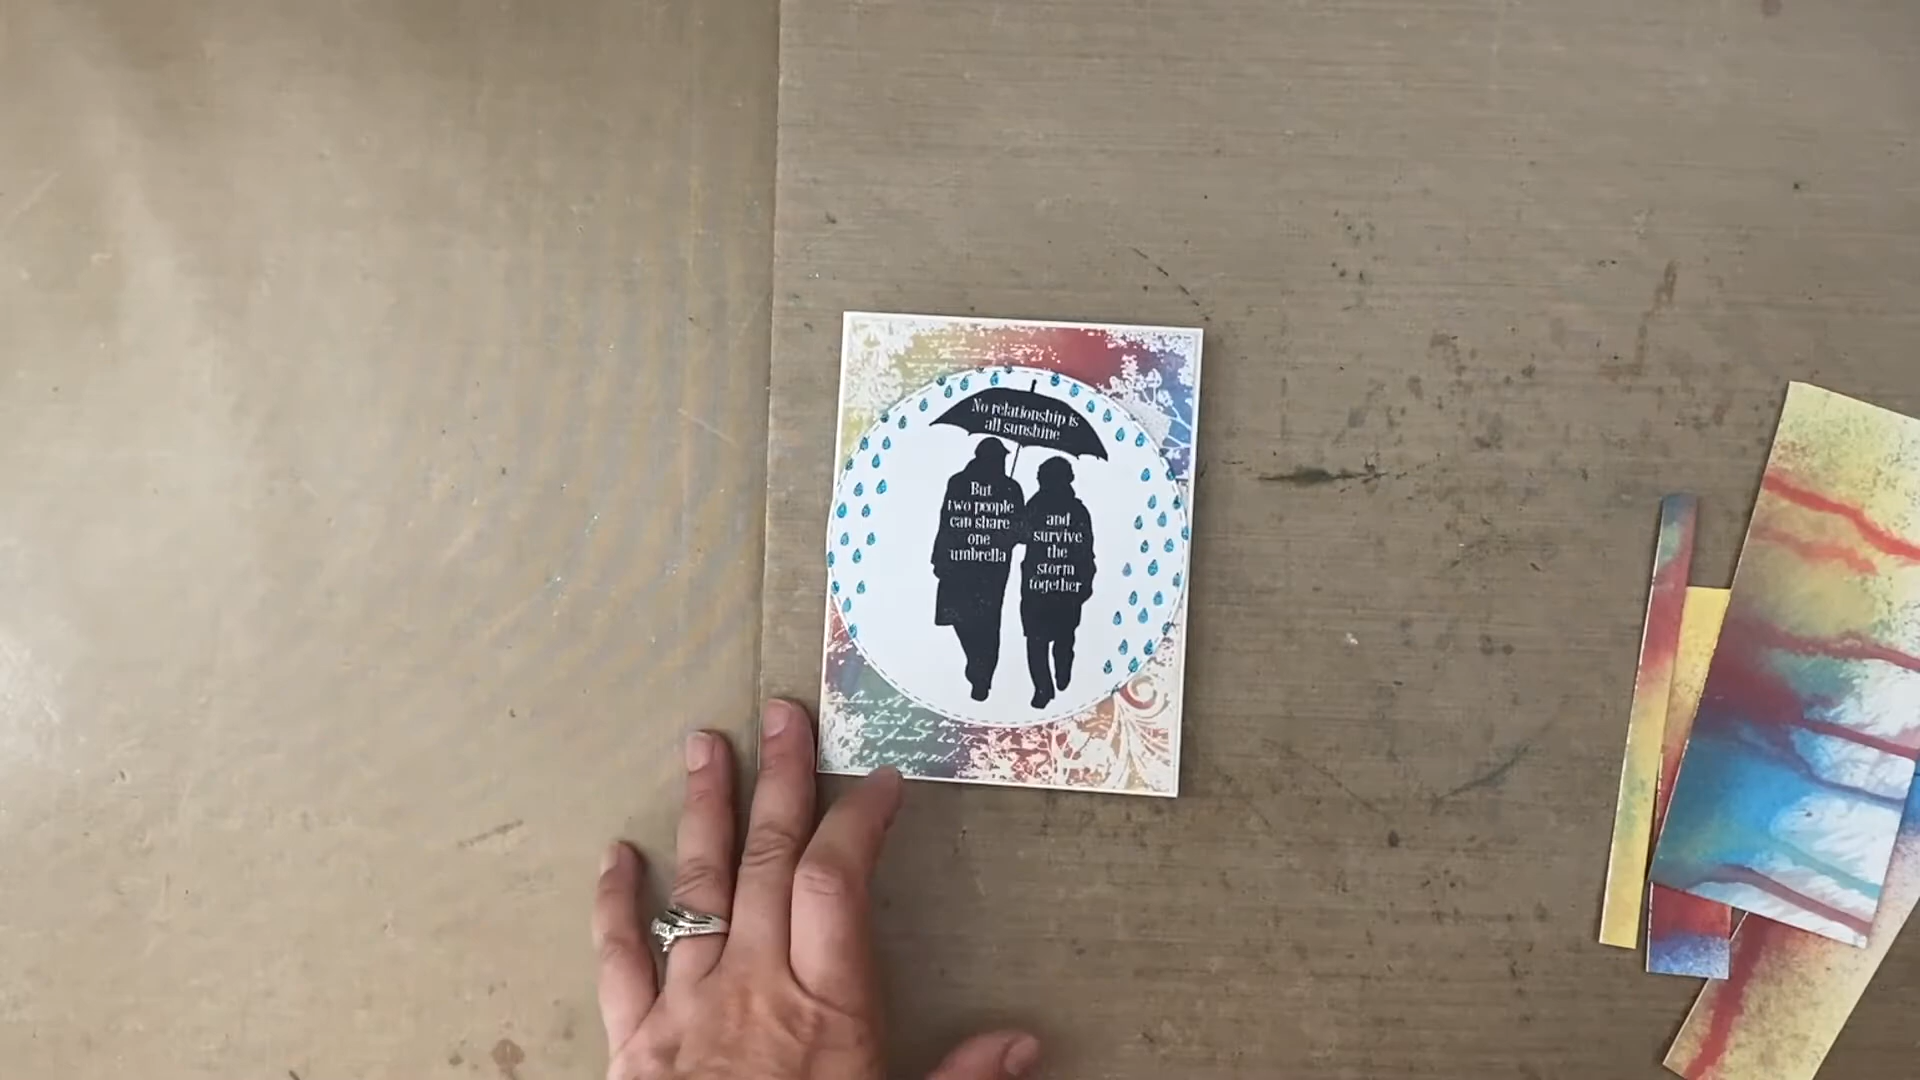 No relationship is
all sunshine
But
two people
can share
one
umbrella
and
survive
the
storm
together